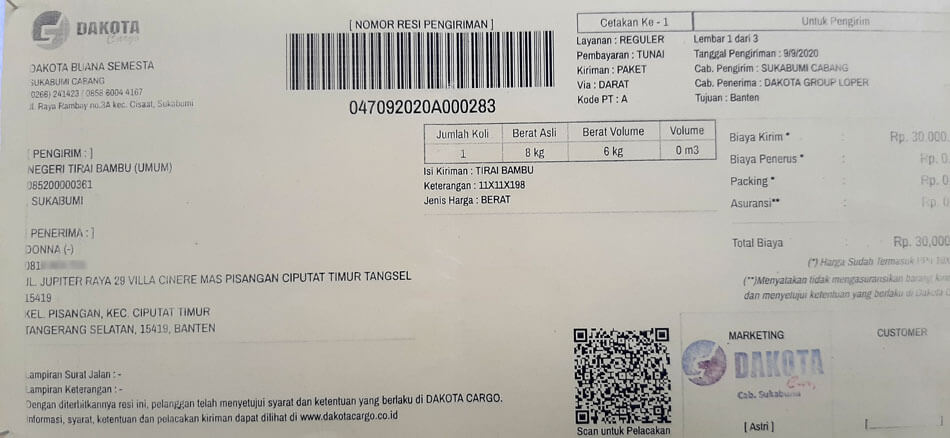 DAKOTA
Cargo
DAKOTA BUANA SEMESTA
SUKABUMI CABANG
(0266) 241423 / 0858 6004 4167
Jl. Raya Rambay no.3A kec. Cisaat, Sukabumi
[ NOMOR RESI PENGIRIMAN ]
047092020A000283
Cetakan Ke - 1
Untuk Pengirim
Layanan : REGULER
Pembayaran : TUNAI
Kiriman : PAKET
Via : DARAT
Kode PT : A
Lembar 1 dari 3
Tanggal Pengiriman : 9/9/2020
Cab. Pengirim : SUKABUMI CABANG
Cab. Penerima : DAKOTA GROUP LOPER
Tujuan : Banten
[ PENGIRIM : ]
NEGERI TIRAI BAMBU (UMUM)
085200000361
, SUKABUMI
Jumlah Koli Berat Asli Berat Volume Volume
1 8 kg 6 kg 0 m3
Isi Kiriman : TIRAI BAMBU
Keterangan : 11X11X198
Jenis Harga : BERAT
Biaya Kirim * : Rp. 30.000
Biaya Penerus * : Rp. 0
Packing * : Rp. 0
Asuransi** : Rp. 0
Total Biaya : Rp. 30,000
(*) Harga Sudah Termasuk PPN
(**)Menyatakan tidak mengasuransikan barang
dan menyetujui ketentuan yang berlaku di Dakota
PENERIMA : ]
DONNA (-)
081
JL. JUPITER RAYA 29 VILLA CINERE MAS PISANGAN CIPUTAT TIMUR TANGSEL
15419
KEL. PISANGAN, KEC. CIPUTAT TIMUR
TANGERANG SELATAN, 15419, BANTEN
Lampiran Surat Jalan : -
Lampiran Keterangan : -
Dengan diterbitkannya resi ini, pelanggan telah menyetujui syarat dan ketentuan yang berlaku di DAKOTA CARGO.
Informasi, syarat, ketentuan dan pelacakan kiriman dapat dilihat di www.dakotacargo.co.id
Scan untuk Pelacakan
MARKETING
DAKOTA
Cargo
Cab. Sukabumi
[ Astri ]
CUSTOMER